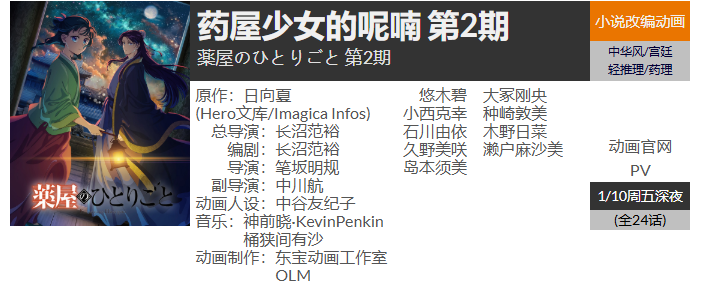 药屋少女的呢喃 第2期
薬屋のひとりごと 第2期
小说改编动画
中华风/宫廷
轻推理/药理
薬屋のひとりごと
原作：日向夏
(Hero文库/Imagica Infos)
总导演：长沼范裕
编剧：长沼范裕
导演：笔坂明规
副导演：中川航
动画人设：中谷友纪子
音乐：神前晓·KevinPenkin
桶狭间有沙
动画制作：东宝动画工作室
OLM
悠木碧 大冢刚央
小西克幸 种崎敦美
石川由依 木野日菜
久野美咲 濑户麻沙美
岛本须美
动画官网
PV
1/10周五深夜
(全24话)